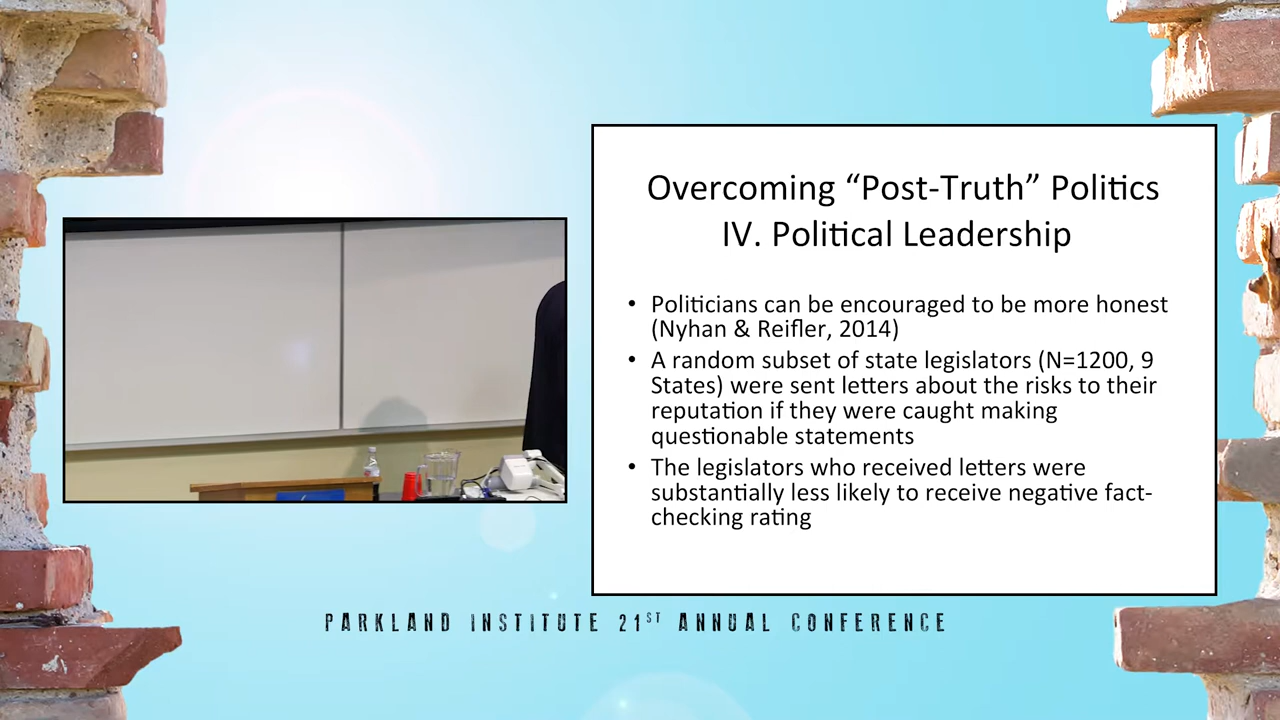 Overcoming “Post-Truth” Politics
IV. Political Leadership
• Politicians can be encouraged to be more honest
(Nyhan & Reifler, 2014)
• A random subset of state legislators (N=1200, 9
States) were sent letters about the risks to their
reputation if they were caught making
questionable statements
• The legislators who received letters were
substantially less likely to receive negative fact-
checking rating
PARKLAND INSTITUTE 21ST ANNUAL CONFERENCE